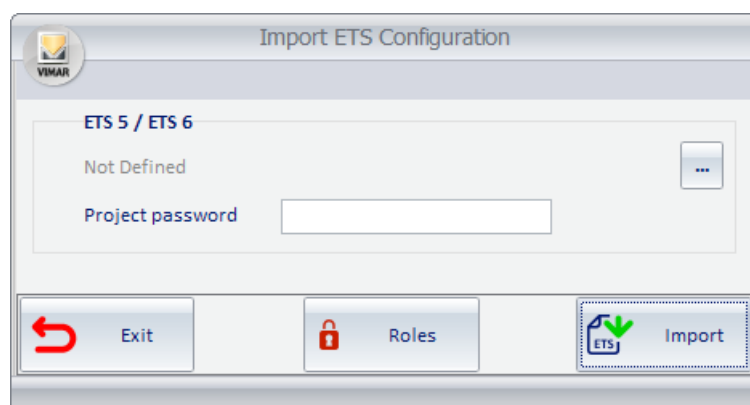 Import ETS Configuration
VIMAR
ETS 5 / ETS 6
Not Defined
...
Project password
Exit
Roles
ETS
Import